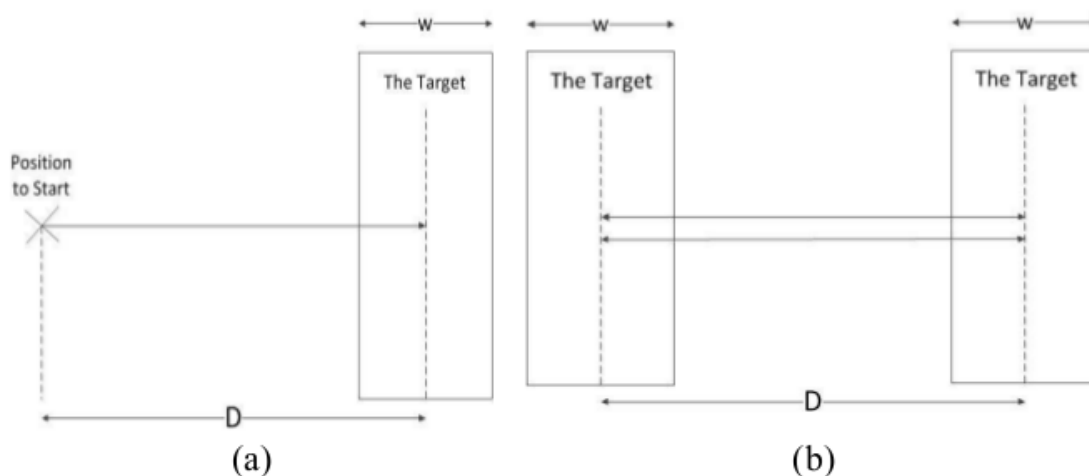 w
The Target
Position
to Start
D
(a)
w
The Target
w
The Target
D
(b)